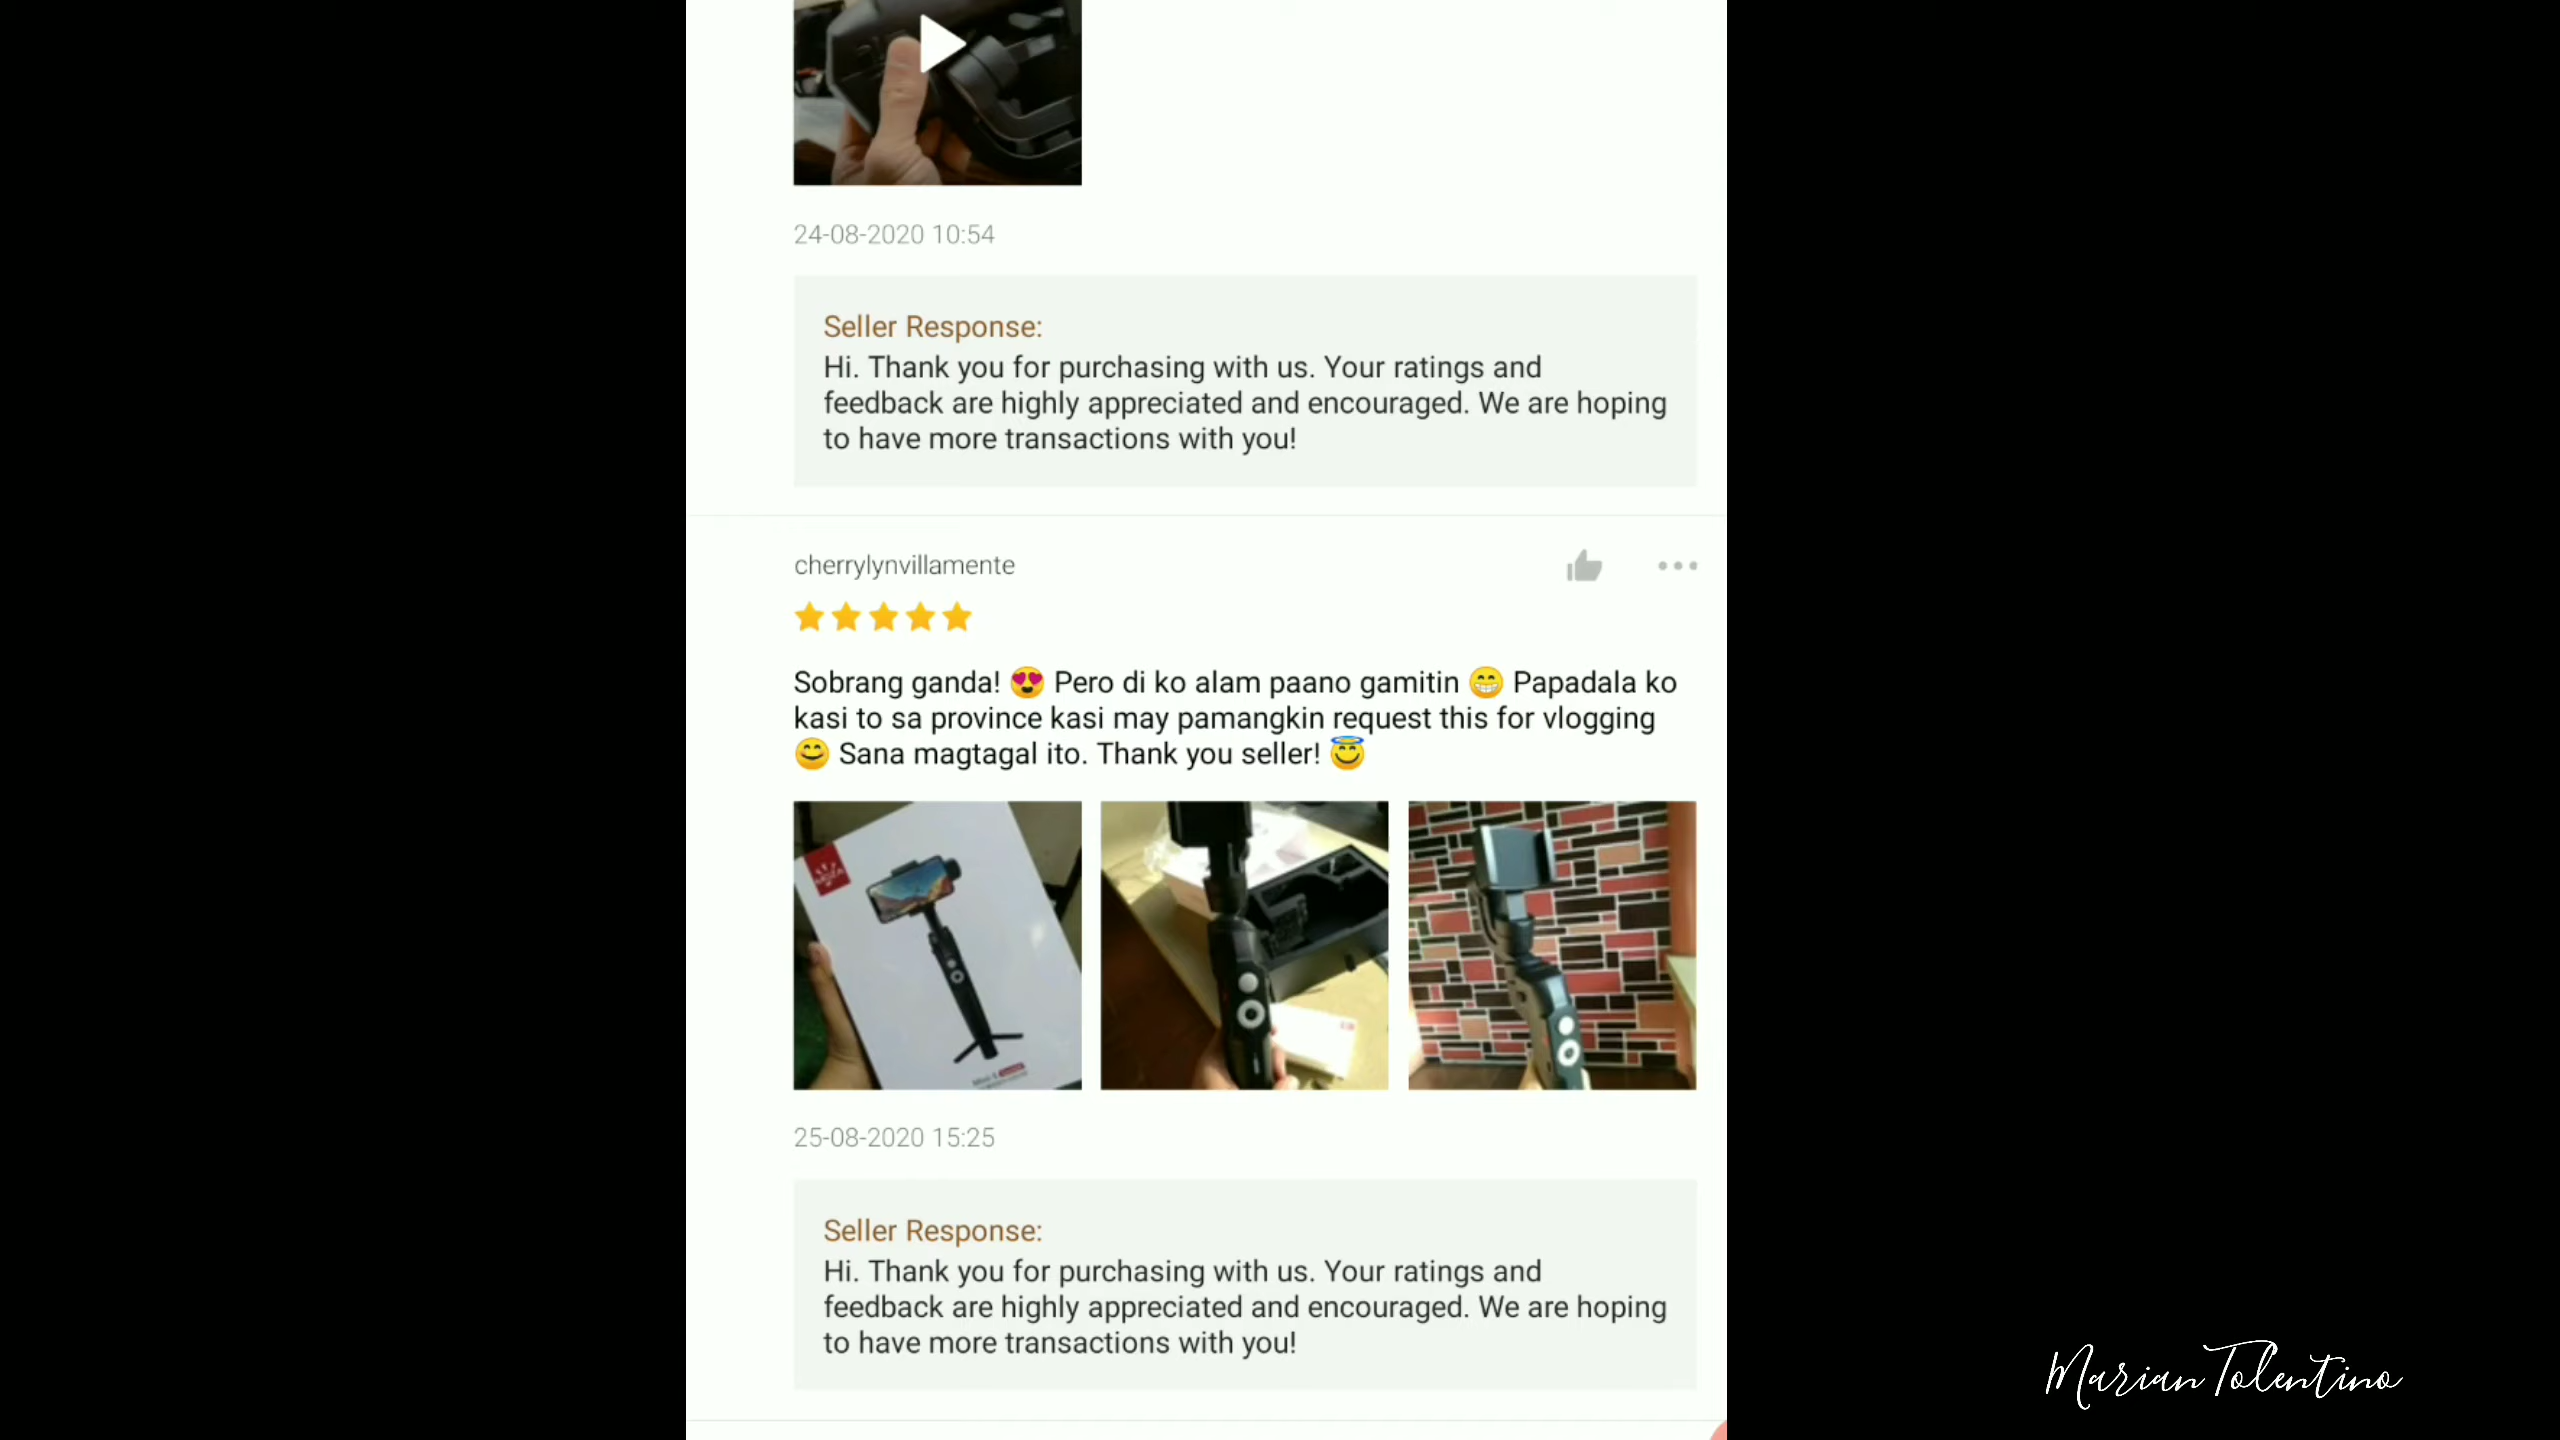 24-08-2020 10:54
Seller Response:
Hi. Thank you for purchasing with us. Your ratings and
feedback are highly appreciated and encouraged. We are hoping
to have more transactions with you!
cherrylynvillamente
Sobrang ganda! 😍 Pero di ko alam paano gamitin 😁 Papadala ko
kasi to sa province kasi may pamangkin request this for vlogging
😊 Sana magtagal ito. Thank you seller! 😇
MOZA
25-08-2020 15:25
Seller Response:
Hi. Thank you for purchasing with us. Your ratings and
feedback are highly appreciated and encouraged. We are hoping
to have more transactions with you!
Marian Tolentino